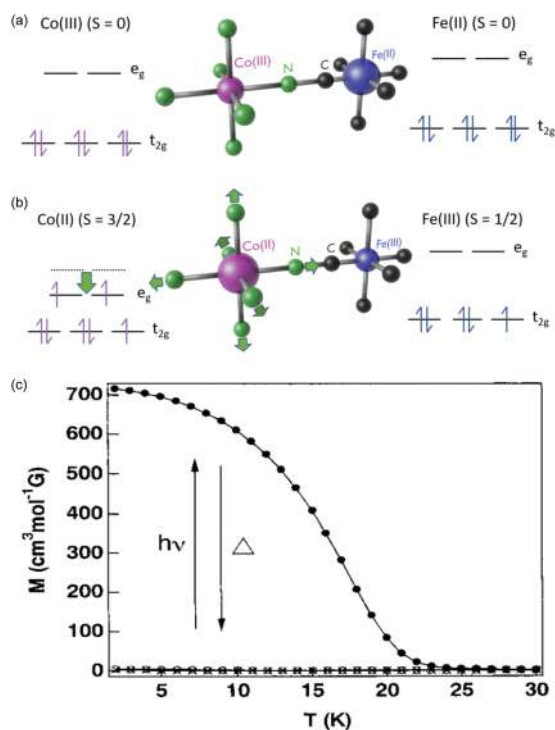 (a)
Co(III) (S = 0)
Fe(II) (S = 0)
e_g
t_2g
Co(III)
N
C
Fe(II)
e_g
t_2g
(b)
Co(II) (S = 3/2)
Fe(III) (S = 1/2)
e_g
t_2g
Co(II)
N
C
Fe(III)
e_g
t_2g
(c)
M (cm³mol⁻¹G)
700
600
500
400
300
200
100
0
hν
△
5
10
15
20
25
30
T (K)